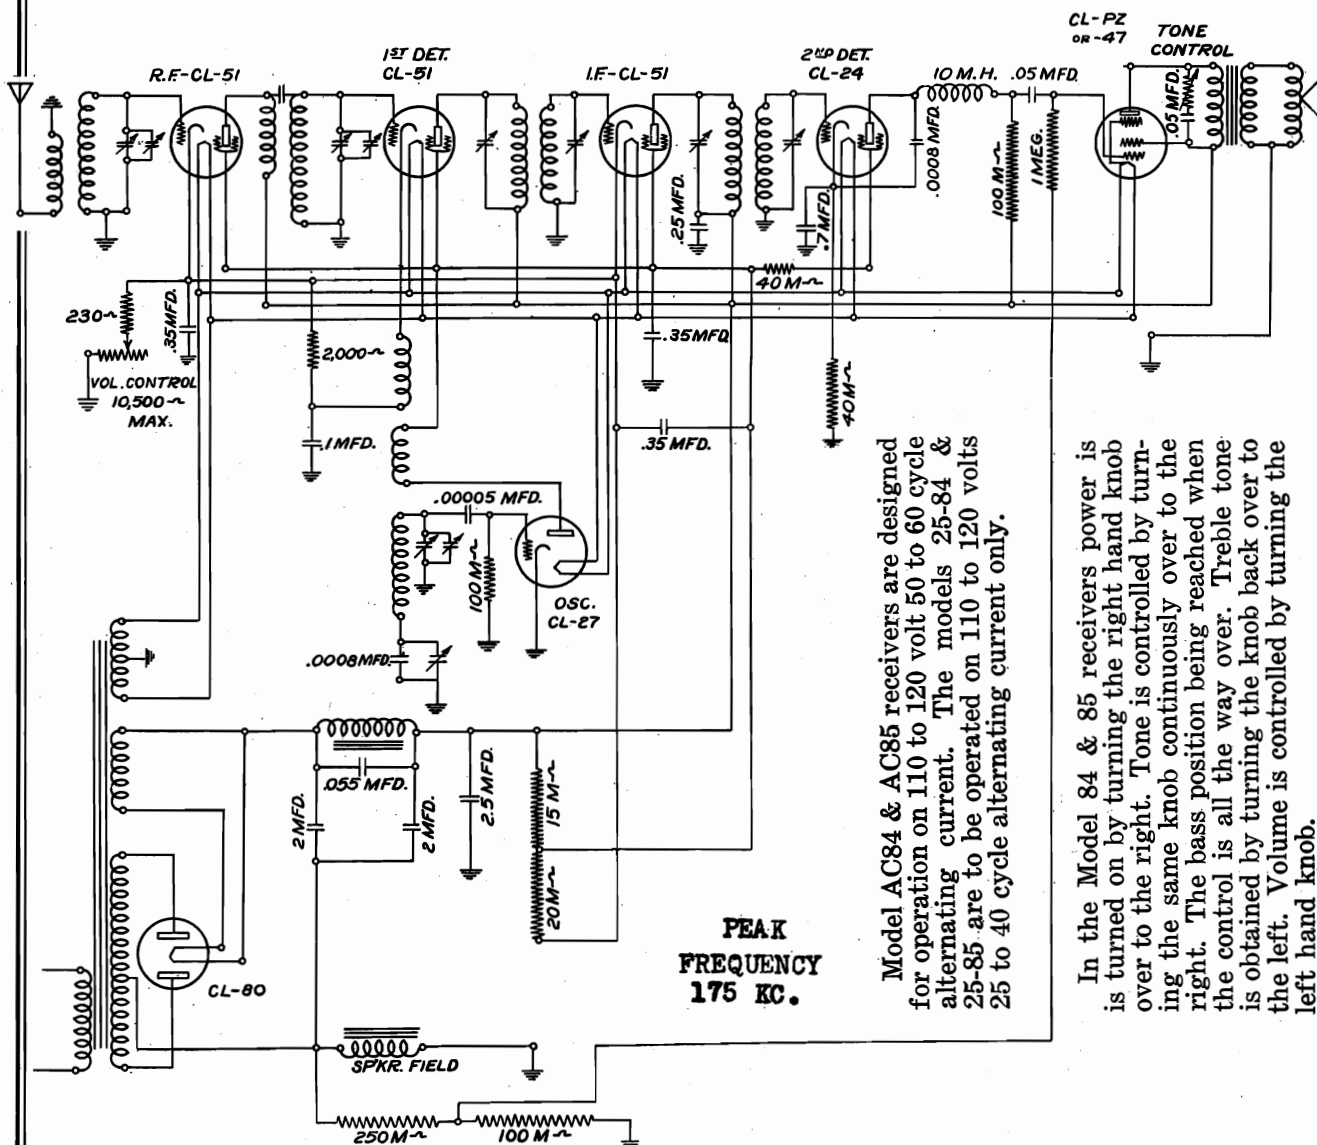 CL-PZ
OR-47
TONE
CONTROL
R.F.-CL-51
1ST DET.
CL-51
I.F.-CL-51
2ND DET.
CL-24
10 M.H.
.05 MFD.
.05 MFD.
.0008 MFD.
100 M~
1 MEG.
.25 MFD.
.7 MFD.
40 M~
230~
.35 MFD.
2,000~
.35 MFD.
VOL. CONTROL
10,500~
MAX.
40 M~
.1 MFD.
.35 MFD.
.00005 MFD.
100 M~
OSC.
CL-27
.0008 MFD.
.055 MFD.
2 MFD.
2 MFD.
2.5 MFD.
15 M~
20 M~
CL-80
SP'KR. FIELD
250 M~
100 M~
PEAK
FREQUENCY
175 KC.
Model AC84 & AC85 receivers are designed
for operation on 110 to 120 volt 50 to 60 cycle
alternating current. The models 25-84 &
25-85 are to be operated on 110 to 120 volts
25 to 40 cycle alternating current only.
In the Model 84 & 85 receivers power is
is turned on by turning the right hand knob
over to the right. Tone is controlled by turn-
ing the same knob continuously over to the
right. The bass position being reached when
the control is all the way over. Treble tone
is obtained by turning the knob back over to
the left. Volume is controlled by turning the
left hand knob.